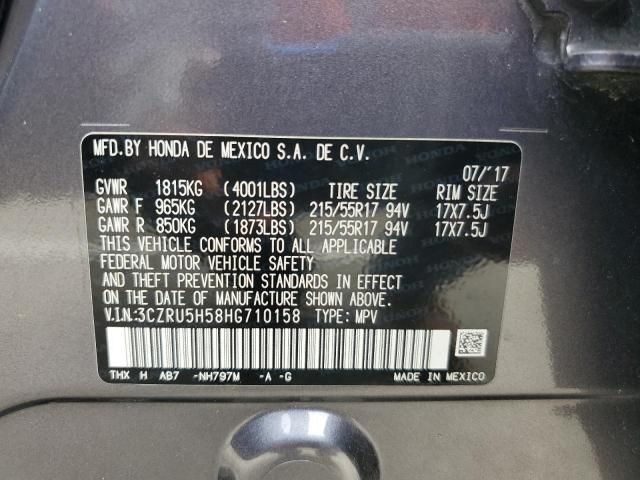 MFD.BY HONDA DE MEXICO S.A. DE C.V.
07/'17
GVWR 1815KG (4001LBS) TIRE SIZE RIM SIZE
GAWR F 965KG (2127LBS) 215/55R17 94V 17X7.5J
GAWR R 850KG (1873LBS) 215/55R17 94V 17X7.5J
THIS VEHICLE CONFORMS TO ALL APPLICABLE
FEDERAL MOTOR VEHICLE SAFETY
AND THEFT PREVENTION STANDARDS IN EFFECT
ON THE DATE OF MANUFACTURE SHOWN ABOVE.
V.I.N.:3CZRU5H58HG710158 TYPE: MPV
THX H AB7 -NH797M -A -G MADE IN MEXICO